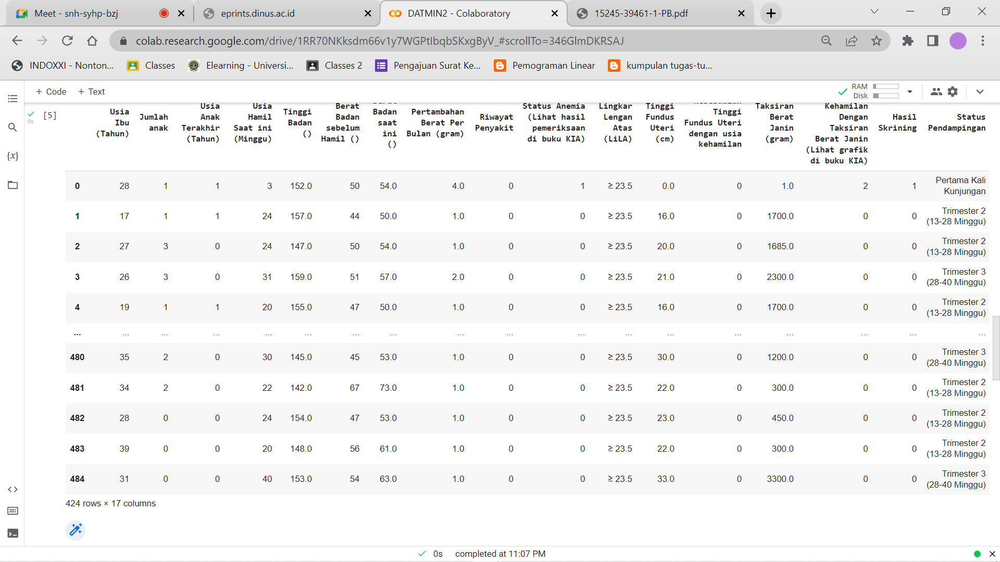 Meet - snh-syhp-bzj
eprints.dinus.ac.id
DATMIN2 - Colaboratory
15245-39461-1-PB.pdf
colab.research.google.com/drive/1RR70NKksdm66v1y7WGPtIbqbSKxgByV_#scrollTo=346GlmDKRSAJ
INDOXXI - Nonton... Classes Elearning - Universi... Classes 2 Pengajuan Surat Ke... Pemograman Linear kumpulan tugas-tu...
+ Code + Text
RAM
Disk
[5]
0s
Usia Ibu (Tahun)
Jumlah anak
Usia Anak Terakhir (Tahun)
Usia Hamil Saat ini (Minggu)
Tinggi Badan ()
Berat Badan sebelum Hamil ()
Badan saat ini ()
Pertambahan Berat Per Bulan (gram)
Riwayat Penyakit
Status Anemia (Lihat hasil pemeriksaan di buku KIA)
Lingkar Lengan Atas (LiLA)
Tinggi Fundus Uteri (cm)
Tinggi Fundus Uteri dengan usia kehamilan
Taksiran Berat Janin (gram)
Kehamilan Dengan Taksiran Berat Janin (Lihat grafik di buku KIA)
Hasil Skrining
Status Pendampingan
0 28 1 1 3 152.0 50 54.0 4.0 0 1 ≥ 23.5 0.0 0 1.0 2 1 Pertama Kali Kunjungan
1 17 1 1 24 157.0 44 50.0 1.0 0 0 ≥ 23.5 16.0 0 1700.0 0 0 Trimester 2 (13-28 Minggu)
2 27 3 0 24 147.0 50 54.0 1.0 0 0 ≥ 23.5 20.0 0 1685.0 0 0 Trimester 2 (13-28 Minggu)
3 26 3 0 31 159.0 51 57.0 2.0 0 0 ≥ 23.5 21.0 0 2300.0 0 0 Trimester 3 (28-40 Minggu)
4 19 1 1 20 155.0 47 50.0 1.0 0 0 ≥ 23.5 16.0 0 1700.0 0 0 Trimester 2 (13-28 Minggu)
... ... ... ... ... ... ... ... ... ... ... ... ... ... ... ... ... ...
480 35 2 0 30 145.0 45 53.0 1.0 0 0 ≥ 23.5 30.0 0 1200.0 0 0 Trimester 3 (28-40 Minggu)
481 34 2 0 22 142.0 67 73.0 1.0 0 0 ≥ 23.5 22.0 0 300.0 0 0 Trimester 2 (13-28 Minggu)
482 28 0 0 24 154.0 47 53.0 1.0 0 0 ≥ 23.5 23.0 0 450.0 0 0 Trimester 2 (13-28 Minggu)
483 39 0 0 20 148.0 56 61.0 1.0 0 0 ≥ 23.5 22.0 0 300.0 0 0 Trimester 2 (13-28 Minggu)
484 31 0 0 40 153.0 54 63.0 1.0 0 0 ≥ 23.5 33.0 0 3300.0 0 0 Trimester 3 (28-40 Minggu)
424 rows × 17 columns
0s completed at 11:07 PM